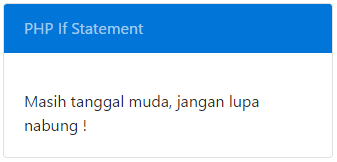 PHP If Statement
Masih tanggal muda, jangan lupa
nabung !